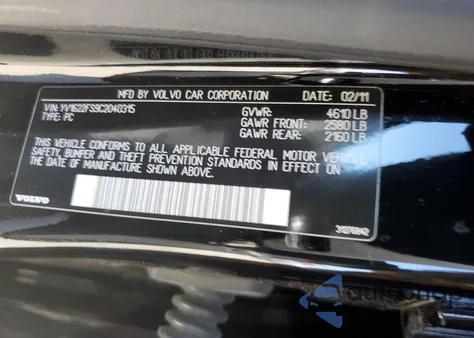 MFD BY VOLVO CAR CORPORATION DATE: 02/11
VIN: YV1622FS9C2040315 GVWR: 4610 LB
TYPE: PC GAWR FRONT: 2580 LB
GAWR REAR: 2160 LB
THIS VEHICLE CONFORMS TO ALL APPLICABLE FEDERAL MOTOR VEHICLE
SAFETY, BUMPER AND THEFT PREVENTION STANDARDS IN EFFECT ON
THE DATE OF MANUFACTURE SHOWN ABOVE.
VOLVO